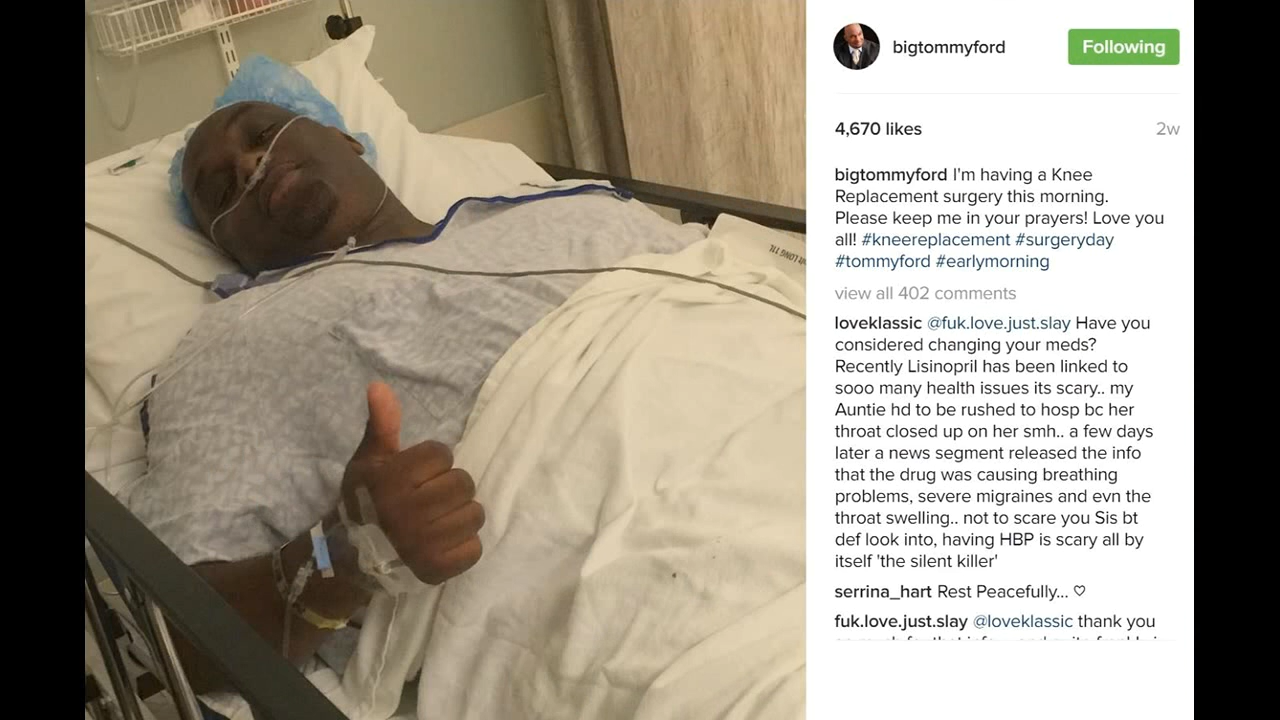 bigtommyford
Following
4,670 likes
2w
bigtommyford I'm having a Knee
Replacement surgery this morning.
Please keep me in your prayers! Love you
all! #kneereplacement #surgeryday
#tommyford #earlymorning
view all 402 comments
loveklassic @fuk.love.just.slay Have you
considered changing your meds?
Recently Lisinopril has been linked to
sooo many health issues its scary.. my
Auntie hd to be rushed to hosp bc her
throat closed up on her smh.. a few days
later a news segment released the info
that the drug was causing breathing
problems, severe migraines and evn the
throat swelling.. not to scare you Sis bt
def look into, having HBP is scary all by
itself 'the silent killer'
serrina_hart Rest Peacefully... ♡
fuk.love.just.slay @loveklassic thank you